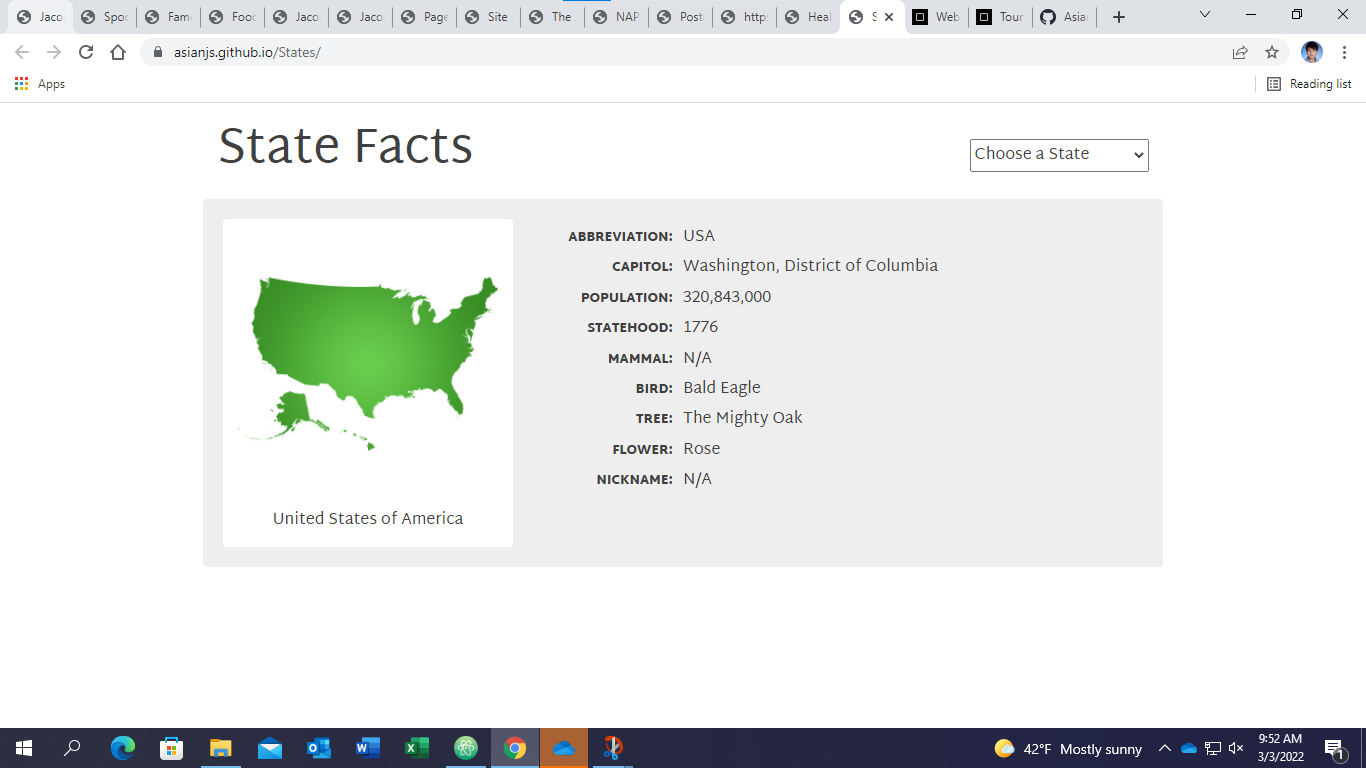 Jaco Spo Fam Food Jaco Jaco Page Site The NAP Post http Heal S Web Tour Asia
asianjs.github.io/States/
Apps Reading list
State Facts
Choose a State
ABBREVIATION: USA
CAPITOL: Washington, District of Columbia
POPULATION: 320,843,000
STATEHOOD: 1776
MAMMAL: N/A
BIRD: Bald Eagle
TREE: The Mighty Oak
FLOWER: Rose
NICKNAME: N/A
United States of America
42°F Mostly sunny
9:52 AM
3/3/2022
1